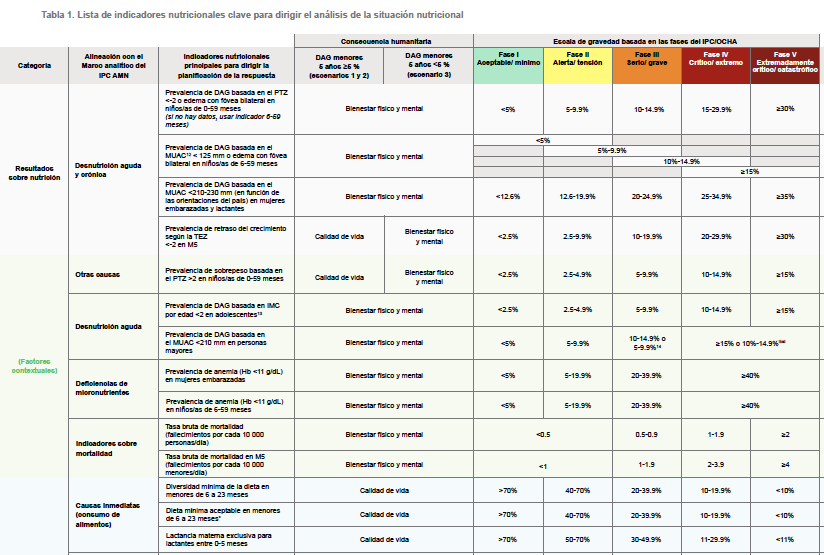 Tabla 1. Lista de indicadores nutricionales clave para dirigir el análisis de la situación nutricional
Consecuencia humanitaria
Escala de gravedad basada en las fases del IPC/OCHA
Categoría
Alineación con el
Marco analítico del
IPC AMN
Indicadores nutricionales
principales para dirigir la
planificación de la respuesta
DAG menores
5 años ≥5 %
(escenarios 1 y 2)
DAG menores
5 años <5 %
(escenario 3)
Fase I
Aceptable/ mínimo
Fase II
Alerta/ tensión
Fase III
Serio/ grave
Fase IV
Crítico/ extremo
Fase V
Extremadamente
crítico/ catastrófico
Resultados
sobre nutrición
Desnutrición aguda
y crónica
Prevalencia de DAG basada en el PTZ
<-2 o edema con fóvea bilateral en
niños/as de 0-59 meses
(si no hay datos, usar indicador 6-59
meses)
Bienestar físico y mental
<5%
5-9.9%
10-14.9%
15-29.9%
≥30%
Prevalencia de DAG basada en el
MUAC¹² < 125 mm o edema con fóvea
bilateral en niños/as de 6-59 meses
Bienestar físico y mental
<5%
5%-9.9%
10%-14.9%
≥15%
Prevalencia de DAG basada en el
MUAC <210-230 mm (en función de
las orientaciones del país) en mujeres
embarazadas y lactantes
Bienestar físico y mental
<12.6%
12.6-19.9%
20-24.9%
25-34.9%
≥35%
Prevalencia de retraso del crecimiento
según la TEZ
<-2 en M5
Calidad de vida
Bienestar físico
y mental
<2.5%
2.5-9.9%
10-19.9%
20-29.9%
≥30%
(Factores
contextuales)
Otras causas
Prevalencia de sobrepeso basada en
el PTZ >2 en niños/as de 0-59 meses
Calidad de vida
Bienestar físico
y mental
<2.5%
2.5-4.9%
5-9.9%
10-14.9%
≥15%
Desnutrición aguda
Prevalencia de DAG basada en IMC
por edad <2 en adolescentes¹³
Bienestar físico y mental
<2.5%
2.5-4.9%
5-9.9%
10-14.9%
≥15%
Prevalencia de DAG basada en
el MUAC <210 mm en personas
mayores
Bienestar físico y mental
<5%
5-9.9%
10-14.9% o
5-9.9%¹⁴
≥15% o 10%-14.9%
Deficiencias de
micronutrientes
Prevalencia de anemia (Hb <11 g/dL)
en mujeres embarazadas
Bienestar físico y mental
<5%
5-19.9%
20-39.9%
≥40%
Prevalencia de anemia (Hb <11 g/dL)
en niños/as de 6-59 meses
Bienestar físico y mental
<5%
5-19.9%
20-39.9%
≥40%
Indicadores sobre
mortalidad
Tasa bruta de mortalidad
(fallecimientos por cada 10 000
personas/día)
Bienestar físico y mental
<0.5
0.5-0.9
1-1.9
≥2
Tasa bruta de mortalidad en M5
(fallecimientos por cada 10 000
menores/día)
Bienestar físico y mental
<1
1-1.9
2-3.9
≥4
Causas inmediatas
(consumo de
alimentos)
Diversidad mínima de la dieta en
menores de 6 a 23 meses
Calidad de vida
>70%
40-70%
20-39.9%
10-19.9%
<10%
Dieta mínima aceptable en menores
de 6 a 23 meses*
Calidad de vida
>70%
40-70%
20-39.9%
10-19.9%
<10%
Lactancia materna exclusiva para
lactantes entre 0-5 meses
Calidad de vida
>70%
50-70%
30-49.9%
11-29.9%
<11%